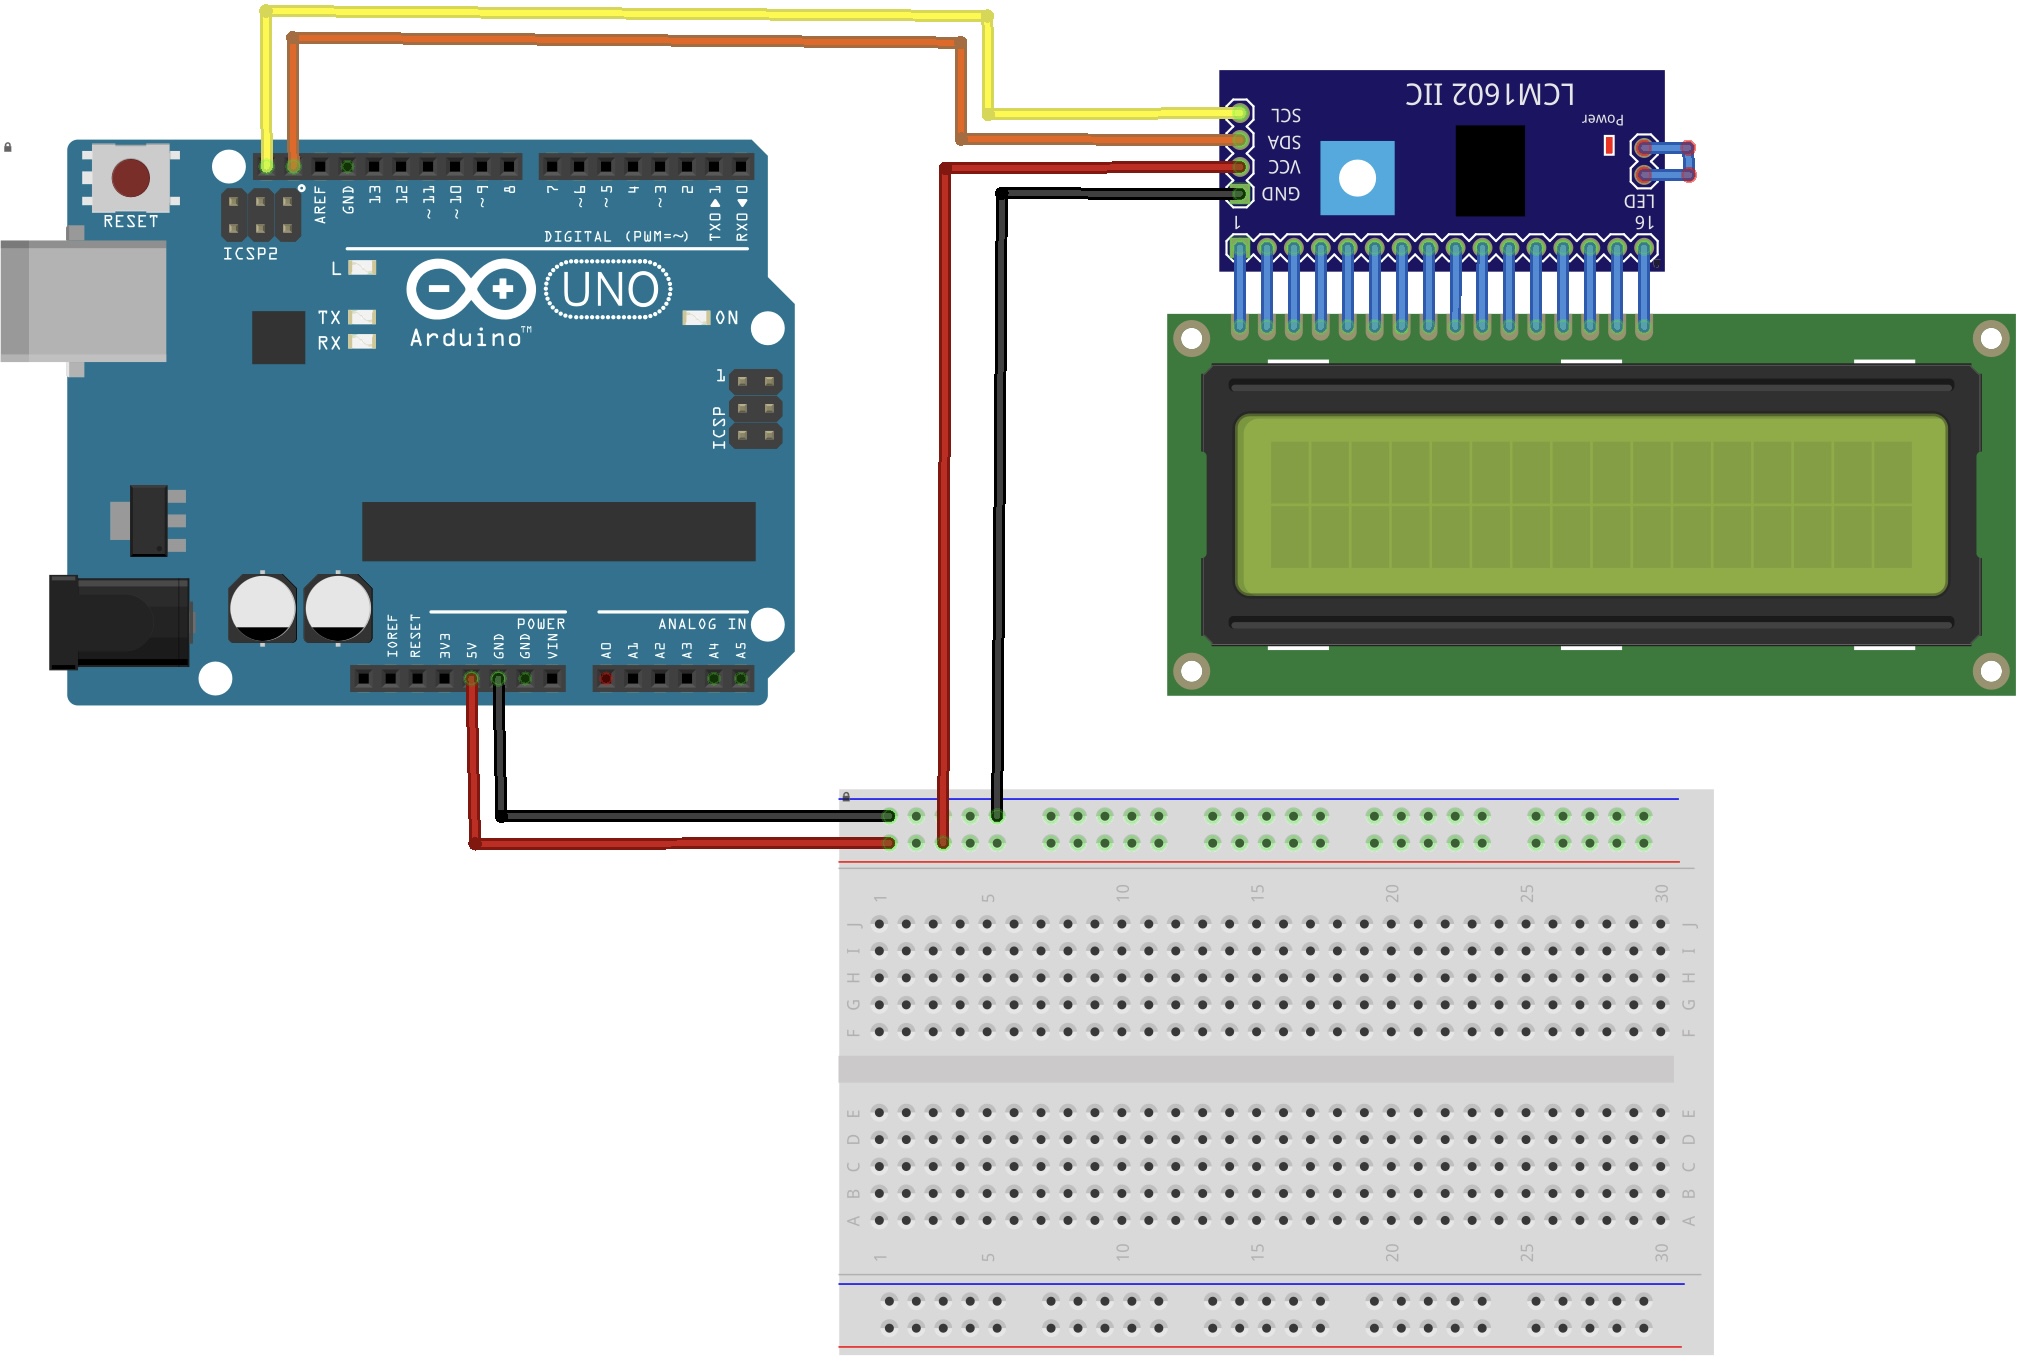 RESET
ICSP2
AREF
GND
13
12
~11
~10
~9
8
7
~6
~5
4
~3
2
TX0▶1
RX0◀0
DIGITAL (PWM=~)
L
TX
RX
UNO
Arduino™
ON
1
ICSP
IOREF
RESET
3V3
5V
GND
GND
VIN
POWER
A0
A1
A2
A3
A4
A5
ANALOG IN
LCM1602 IIC
SCL
SDA
VCC
GND
Power
LED
1
16
1 5 10 15 20 25 30
J J
I I
H H
G G
F F
E E
D D
C C
B B
A A
1 5 10 15 20 25 30